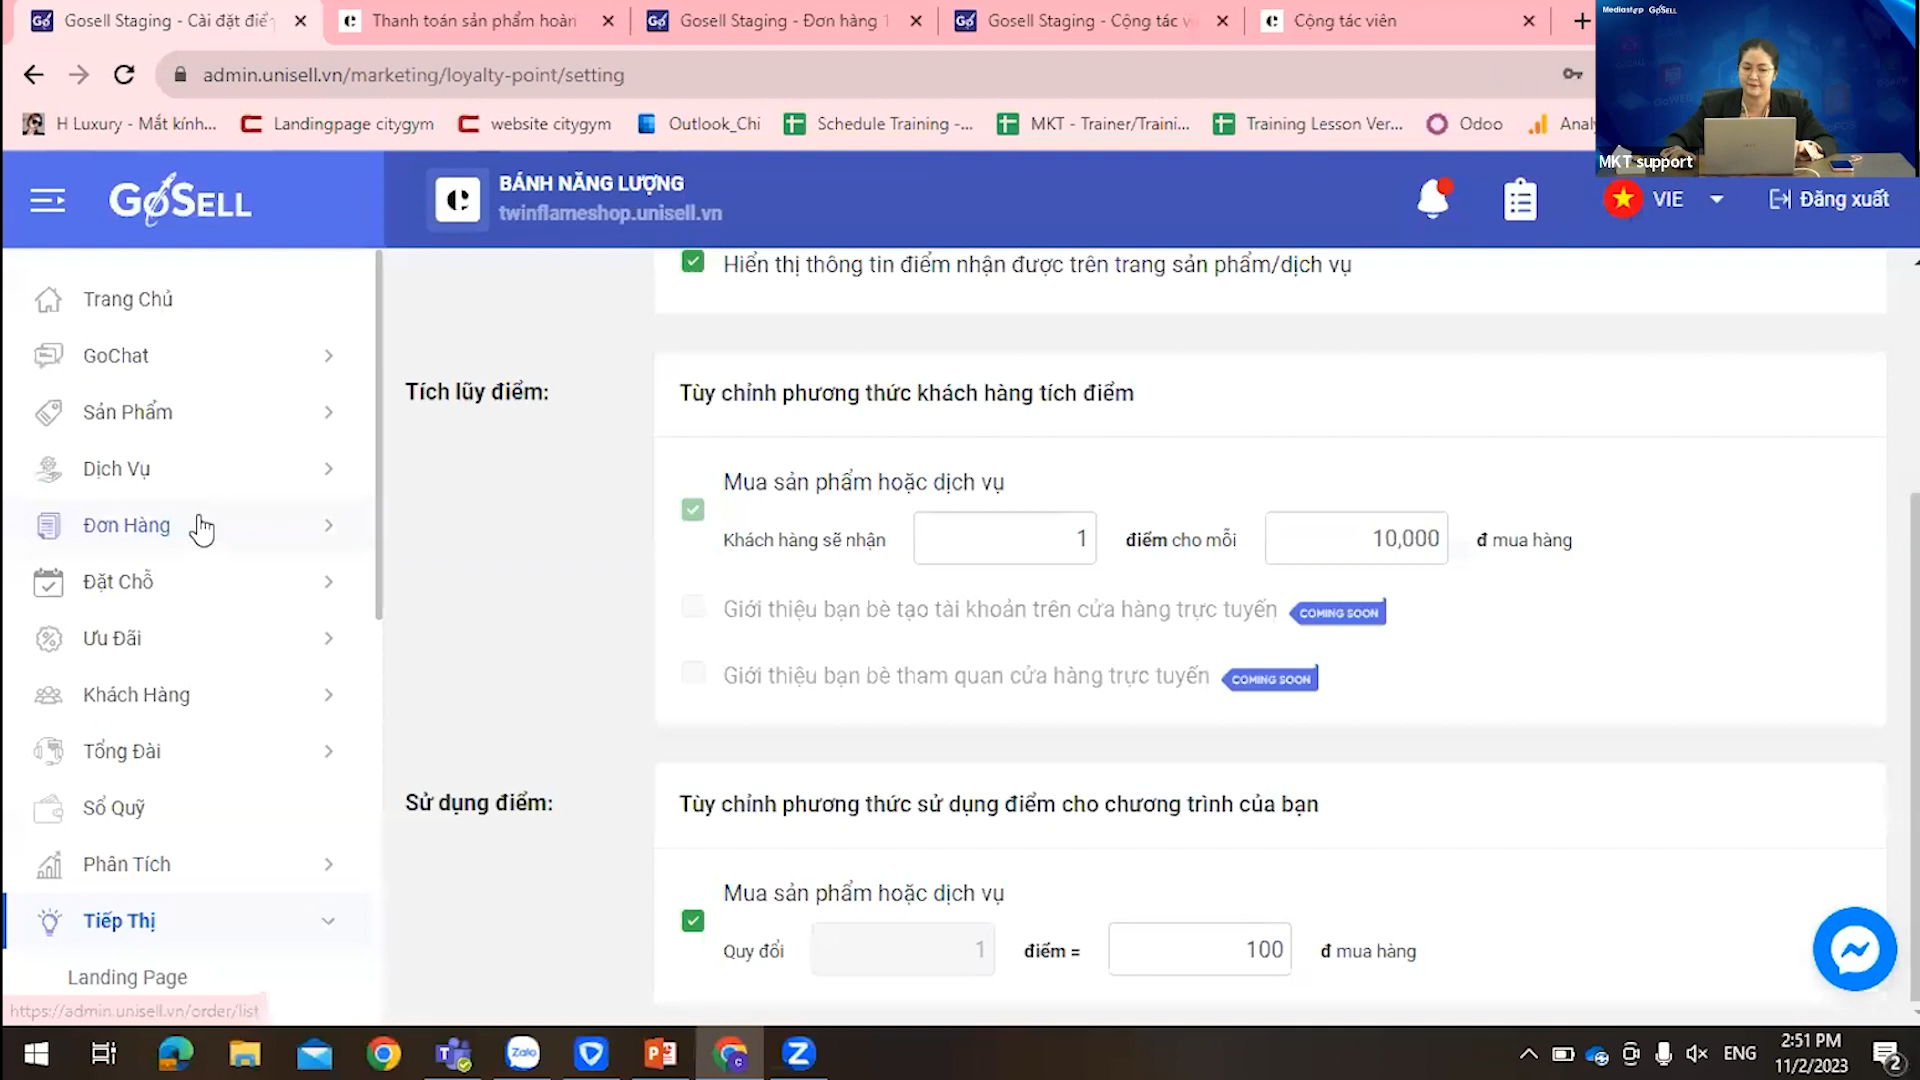 Gosell Staging - Cài đặt điể
Thanh toán sản phẩm hoàn
Gosell Staging - Đơn hàng 1
Gosell Staging - Cộng tác v
Cộng tác viên
admin.unisell.vn/marketing/loyalty-point/setting
H Luxury - Mắt kính...
Landingpage citygym
website citygym
Outlook_Chi
Schedule Training -...
MKT - Trainer/Traini...
Training Lesson Ver...
Odoo
Anal
Mediastep GoSELL
MKT support
GoSELL
BÁNH NĂNG LƯỢNG
twinflameshop.unisell.vn
VIE
Đăng xuất
Trang Chủ
GoChat
Sản Phẩm
Dịch Vụ
Đơn Hàng
Đặt Chỗ
Ưu Đãi
Khách Hàng
Tổng Đài
Sổ Quỹ
Phân Tích
Tiếp Thị
Landing Page
https://admin.unisell.vn/order/list
Hiển thị thông tin điểm nhận được trên trang sản phẩm/dịch vụ
Tích lũy điểm:
Tùy chỉnh phương thức khách hàng tích điểm
Mua sản phẩm hoặc dịch vụ
Khách hàng sẽ nhận 1 điểm cho mỗi 10,000 đ mua hàng
Giới thiệu bạn bè tạo tài khoản trên cửa hàng trực tuyến COMING SOON
Giới thiệu bạn bè tham quan cửa hàng trực tuyến COMING SOON
Sử dụng điểm:
Tùy chỉnh phương thức sử dụng điểm cho chương trình của bạn
Mua sản phẩm hoặc dịch vụ
Quy đổi 1 điểm = 100 đ mua hàng
Zalo
ENG
2:51 PM
11/2/2023
2